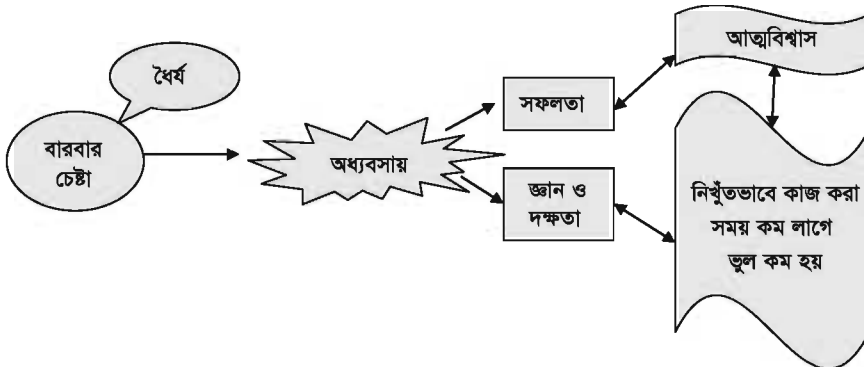 ধৈর্য
বারবার
চেষ্টা
অধ্যবসায়
সফলতা
জ্ঞান ও
দক্ষতা
আত্মবিশ্বাস
নিখুঁতভাবে কাজ করা
সময় কম লাগে
ভুল কম হয়